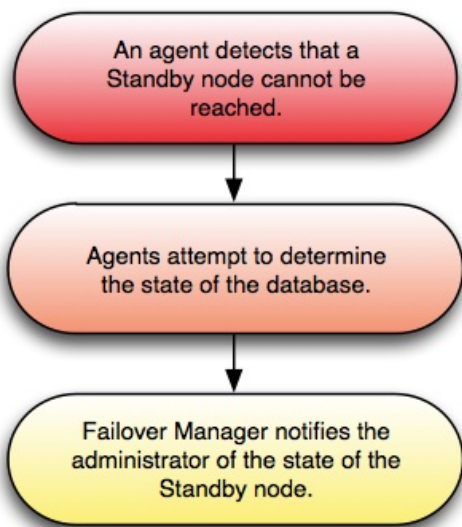 An agent detects that a
Standby node cannot be
reached.
Agents attempt to determine
the state of the database.
Failover Manager notifies the
administrator of the state of the
Standby node.